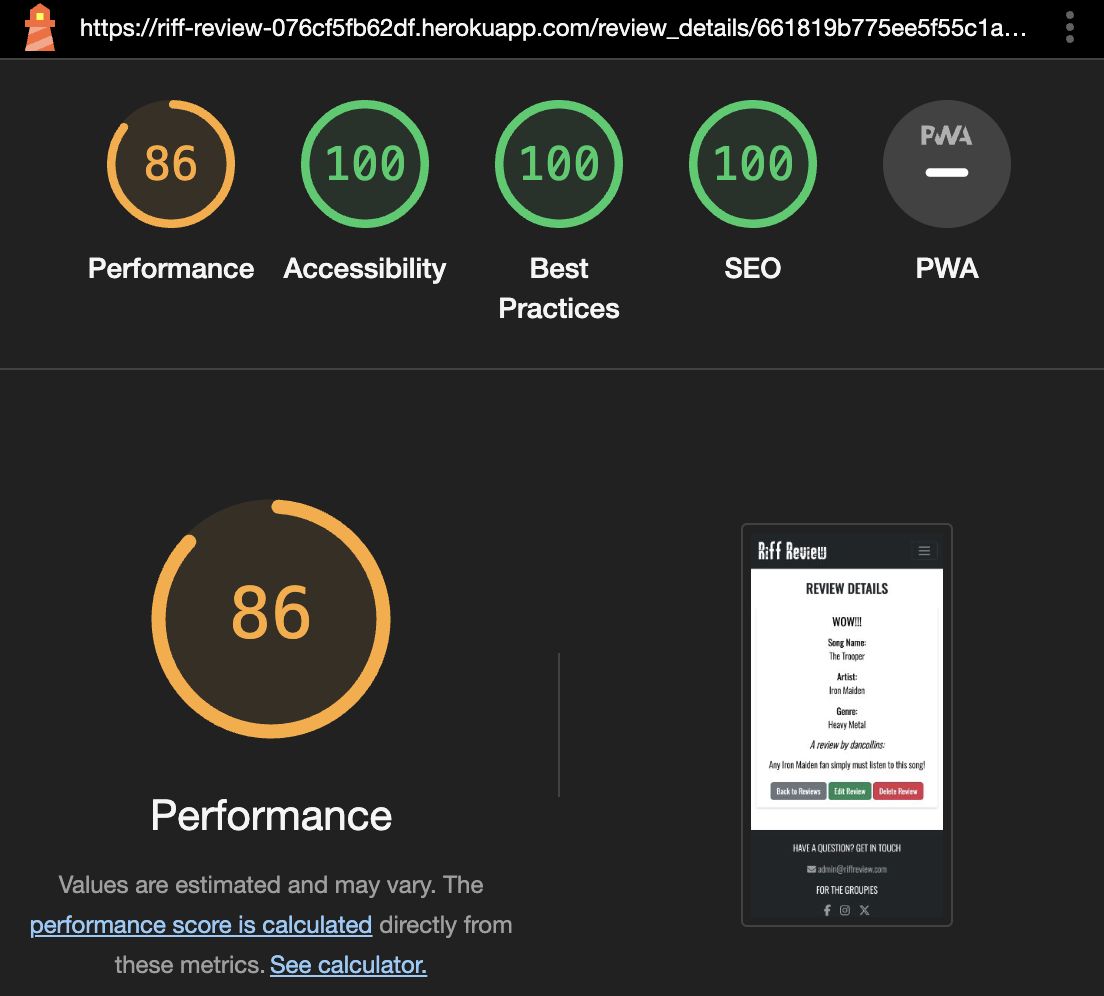 https://riff-review-076cf5fb62df.herokuapp.com/review_details/661819b775ee5f55c1a…
86
100
100
100
PWA
Performance
Accessibility
Best
Practices
SEO
PWA
86
Performance
Values are estimated and may vary. The
performance score is calculated directly from
these metrics. See calculator.
Riff Review
REVIEW DETAILS
WOW!!!
Song Name:
The Trooper
Artist:
Iron Maiden
Genre:
Heavy Metal
A review by dancollins:
Any Iron Maiden fan simply must listen to this song!
Back to Reviews Edit Review Delete Review
HAVE A QUESTION? GET IN TOUCH
admin@riffreview.com
FOR THE GROUPIES